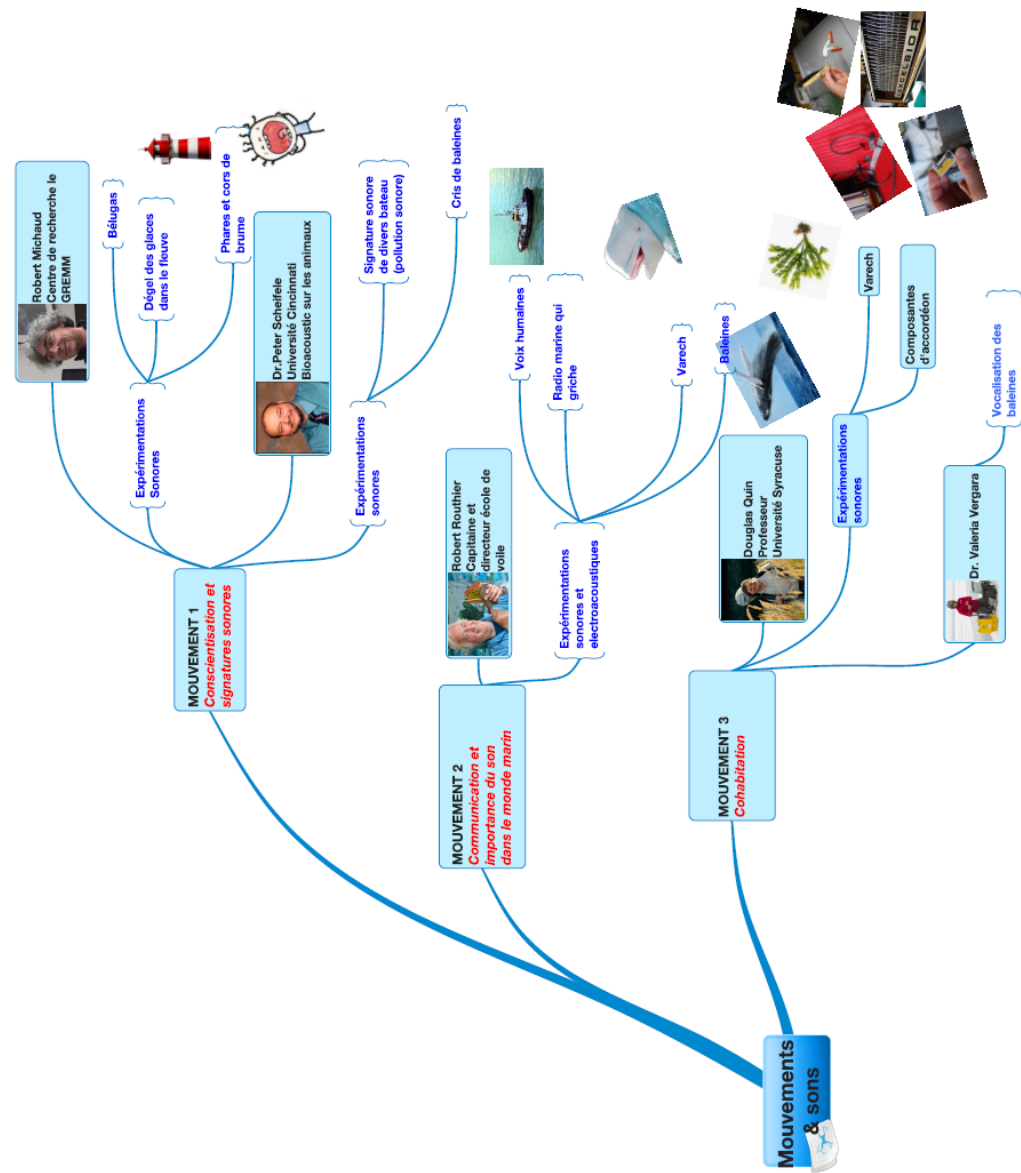 Mouvements
& sons
MOUVEMENT 1
Conscientisation et
signatures sonores
Robert Michaud
Centre de recherche le
GREMM
Expérimentations
Sonores
Bélugas
Dégel des glaces
dans le fleuve
Phares et cors de
brume
Dr.Peter Scheifele
Université Cincinnati
Bioacoustic sur les animaux
Expérimentations
sonores
Signature sonore
de divers bateau
(pollution sonore)
Cris de baleines
MOUVEMENT 2
Communication et
importance du son
dans le monde marin
Robert Routhier
Capitaine et
directeur école de
voile
Expérimentations
sonores et
electroacoustiques
Voix humaines
Radio marine qui
griche
Varech
Baleines
MOUVEMENT 3
Cohabitation
Douglas Quin
Professeur
Université Syracuse
Expérimentations
sonores
Varech
Composantes
d'accordéon
EXCELSIOR
Dr. Valeria Vergara
Vocalisation des
baleines